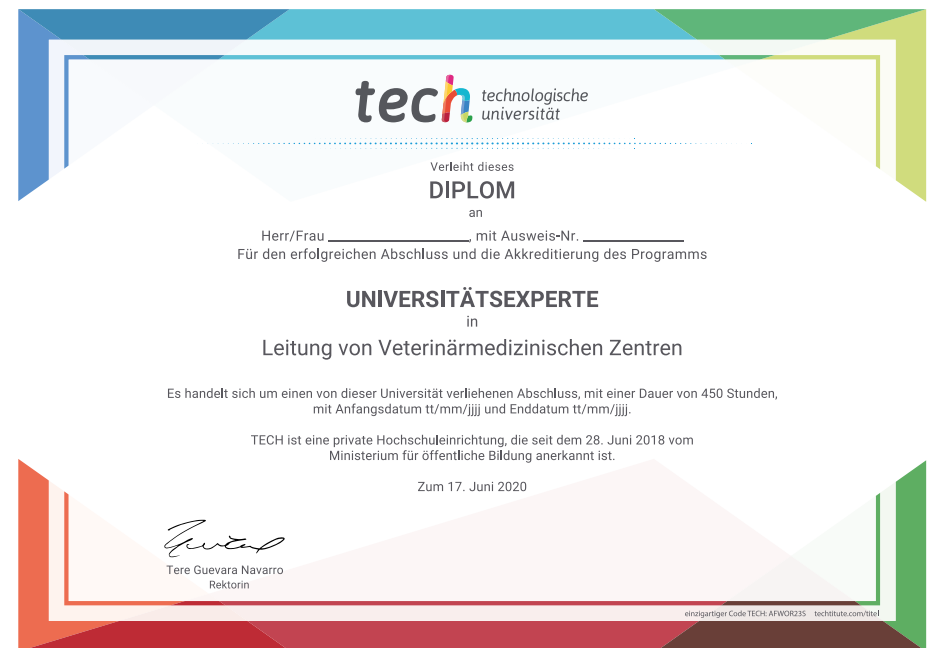 tech technologische
universität
Verleiht dieses
DIPLOM
an
Herr/Frau ____________________, mit Ausweis-Nr. ______________
Für den erfolgreichen Abschluss und die Akkreditierung des Programms
UNIVERSITÄTSEXPERTE
in
Leitung von Veterinärmedizinischen Zentren
Es handelt sich um einen von dieser Universität verliehenen Abschluss, mit einer Dauer von 450 Stunden,
mit Anfangsdatum tt/mm/jjjj und Enddatum tt/mm/jjjj.
TECH ist eine private Hochschuleinrichtung, die seit dem 28. Juni 2018 vom
Ministerium für öffentliche Bildung anerkannt ist.
Zum 17. Juni 2020
Tere Guevara Navarro
Rektorin
einzigartiger Code TECH: AFWOR23S techtitute.com/titel